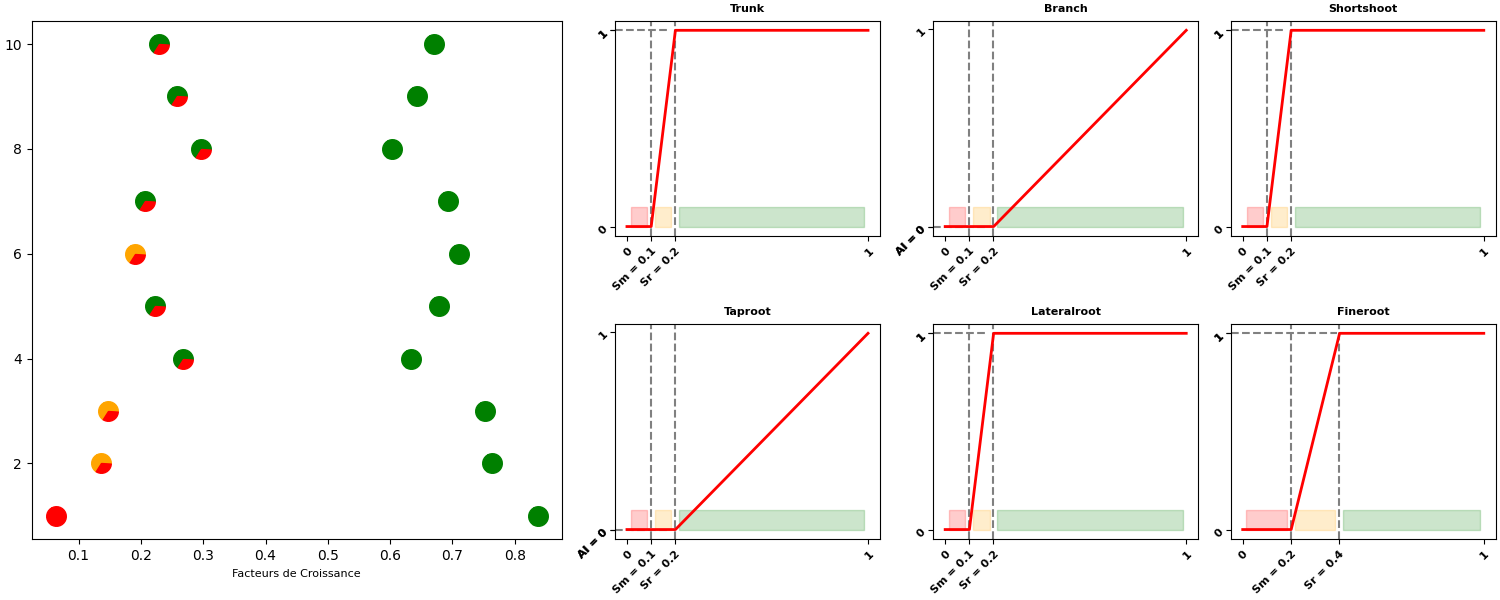 10
8
6
4
2
0.1 0.2 0.3 0.4 0.5 0.6 0.7 0.8
Facteurs de Croissance
Trunk
1
0
0 Sm = 0.1 Sr = 0.2 1
Branch
1
AI = 0
0 Sm = 0.1 Sr = 0.2 1
Shortshoot
1
0
0 Sm = 0.1 Sr = 0.2 1
Taproot
1
AI = 0
0 Sm = 0.1 Sr = 0.2 1
Lateralroot
1
0
0 Sm = 0.1 Sr = 0.2 1
Fineroot
1
0
0 Sm = 0.2 Sr = 0.4 1